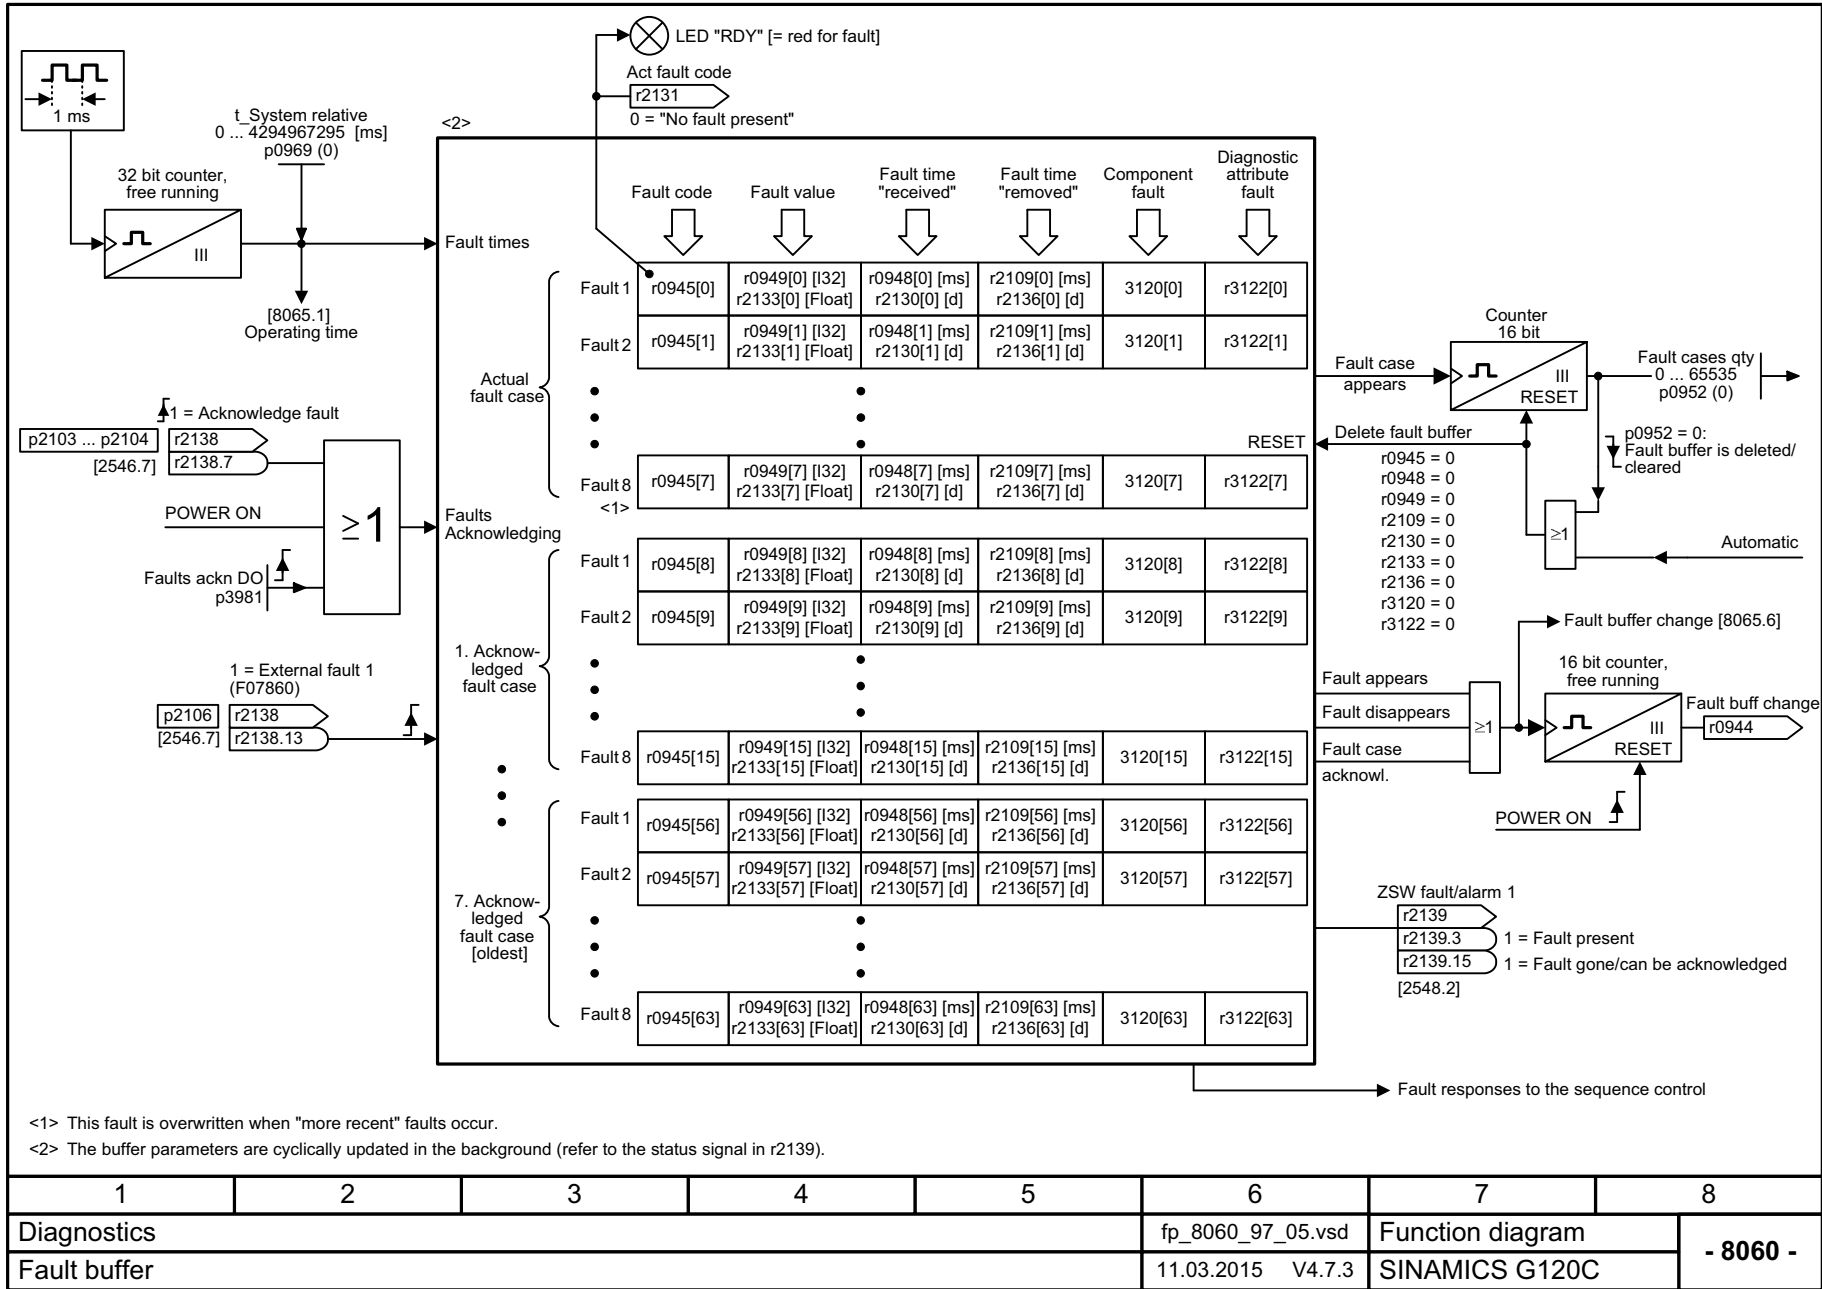 LED "RDY" [= red for fault]
Act fault code
r2131
0 = "No fault present"
1 ms
t_System relative
0 ... 4294967295 [ms]
p0969 (0)
<2>
32 bit counter,
free running
III
Fault times
[8065.1]
Operating time
Fault code
Fault value
Fault time
"received"
Fault time
"removed"
Component
fault
Diagnostic
attribute
fault
Actual
fault case
Fault 1
r0945[0]
r0949[0] [I32]
r2133[0] [Float]
r0948[0] [ms]
r2130[0] [d]
r2109[0] [ms]
r2136[0] [d]
3120[0]
r3122[0]
Fault 2
r0945[1]
r0949[1] [I32]
r2133[1] [Float]
r0948[1] [ms]
r2130[1] [d]
r2109[1] [ms]
r2136[1] [d]
3120[1]
r3122[1]
RESET
Fault 8
<1>
r0945[7]
r0949[7] [I32]
r2133[7] [Float]
r0948[7] [ms]
r2130[7] [d]
r2109[7] [ms]
r2136[7] [d]
3120[7]
r3122[7]
1 = Acknowledge fault
p2103 ... p2104
r2138
[2546.7]
r2138.7
POWER ON
≥1
Faults
Acknowledging
Faults ackn DO
p3981
1. Acknow-
ledged
fault case
Fault 1
r0945[8]
r0949[8] [I32]
r2133[8] [Float]
r0948[8] [ms]
r2130[8] [d]
r2109[8] [ms]
r2136[8] [d]
3120[8]
r3122[8]
Fault 2
r0945[9]
r0949[9] [I32]
r2133[9] [Float]
r0948[9] [ms]
r2130[9] [d]
r2109[9] [ms]
r2136[9] [d]
3120[9]
r3122[9]
Fault 8
r0945[15]
r0949[15] [I32]
r2133[15] [Float]
r0948[15] [ms]
r2130[15] [d]
r2109[15] [ms]
r2136[15] [d]
3120[15]
r3122[15]
1 = External fault 1
(F07860)
p2106
r2138
[2546.7]
r2138.13
7. Acknow-
ledged
fault case
[oldest]
Fault 1
r0945[56]
r0949[56] [I32]
r2133[56] [Float]
r0948[56] [ms]
r2130[56] [d]
r2109[56] [ms]
r2136[56] [d]
3120[56]
r3122[56]
Fault 2
r0945[57]
r0949[57] [I32]
r2133[57] [Float]
r0948[57] [ms]
r2130[57] [d]
r2109[57] [ms]
r2136[57] [d]
3120[57]
r3122[57]
Fault 8
r0945[63]
r0949[63] [I32]
r2133[63] [Float]
r0948[63] [ms]
r2130[63] [d]
r2109[63] [ms]
r2136[63] [d]
3120[63]
r3122[63]
Fault case
appears
Counter
16 bit
III
RESET
Fault cases qty
0 ... 65535
p0952 (0)
Delete fault buffer
r0945 = 0
r0948 = 0
r0949 = 0
r2109 = 0
r2130 = 0
r2133 = 0
r2136 = 0
r3120 = 0
r3122 = 0
p0952 = 0:
Fault buffer is deleted/
cleared
≥1
Automatic
Fault buffer change [8065.6]
Fault appears
Fault disappears
Fault case
acknowl.
≥1
16 bit counter,
free running
III
RESET
Fault buff change
r0944
POWER ON
ZSW fault/alarm 1
r2139
r2139.3
1 = Fault present
r2139.15
1 = Fault gone/can be acknowledged
[2548.2]
Fault responses to the sequence control
<1> This fault is overwritten when "more recent" faults occur.
<2> The buffer parameters are cyclically updated in the background (refer to the status signal in r2139).
1 2 3 4 5 6 7 8
Diagnostics
fp_8060_97_05.vsd
Function diagram
- 8060 -
Fault buffer
11.03.2015 V4.7.3
SINAMICS G120C